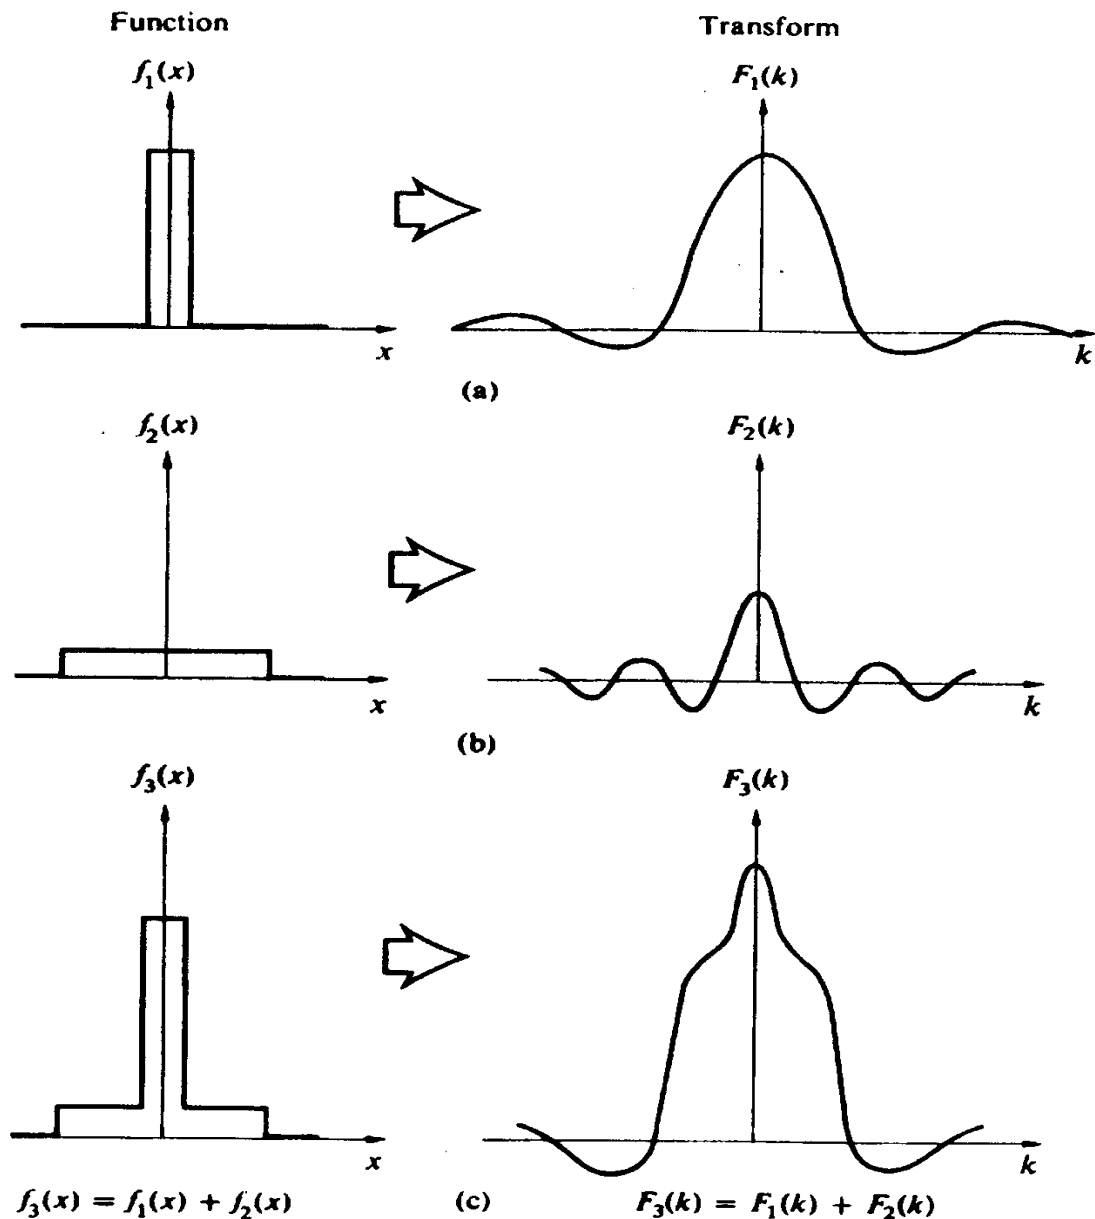 Function
Transform
f₁(x)
F₁(k)
x
k
(a)
f₂(x)
F₂(k)
x
k
(b)
f₃(x)
F₃(k)
x
k
f₃(x) = f₁(x) + f₂(x)
(c)
F₃(k) = F₁(k) + F₂(k)